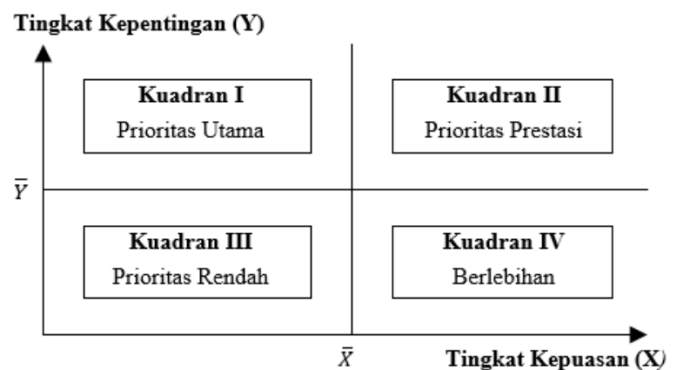 Tingkat Kepentingan (Y)
Kuadran I
Prioritas Utama
Kuadran II
Prioritas Prestasi
Y̅
Kuadran III
Prioritas Rendah
Kuadran IV
Berlebihan
X̅
Tingkat Kepuasan (X)